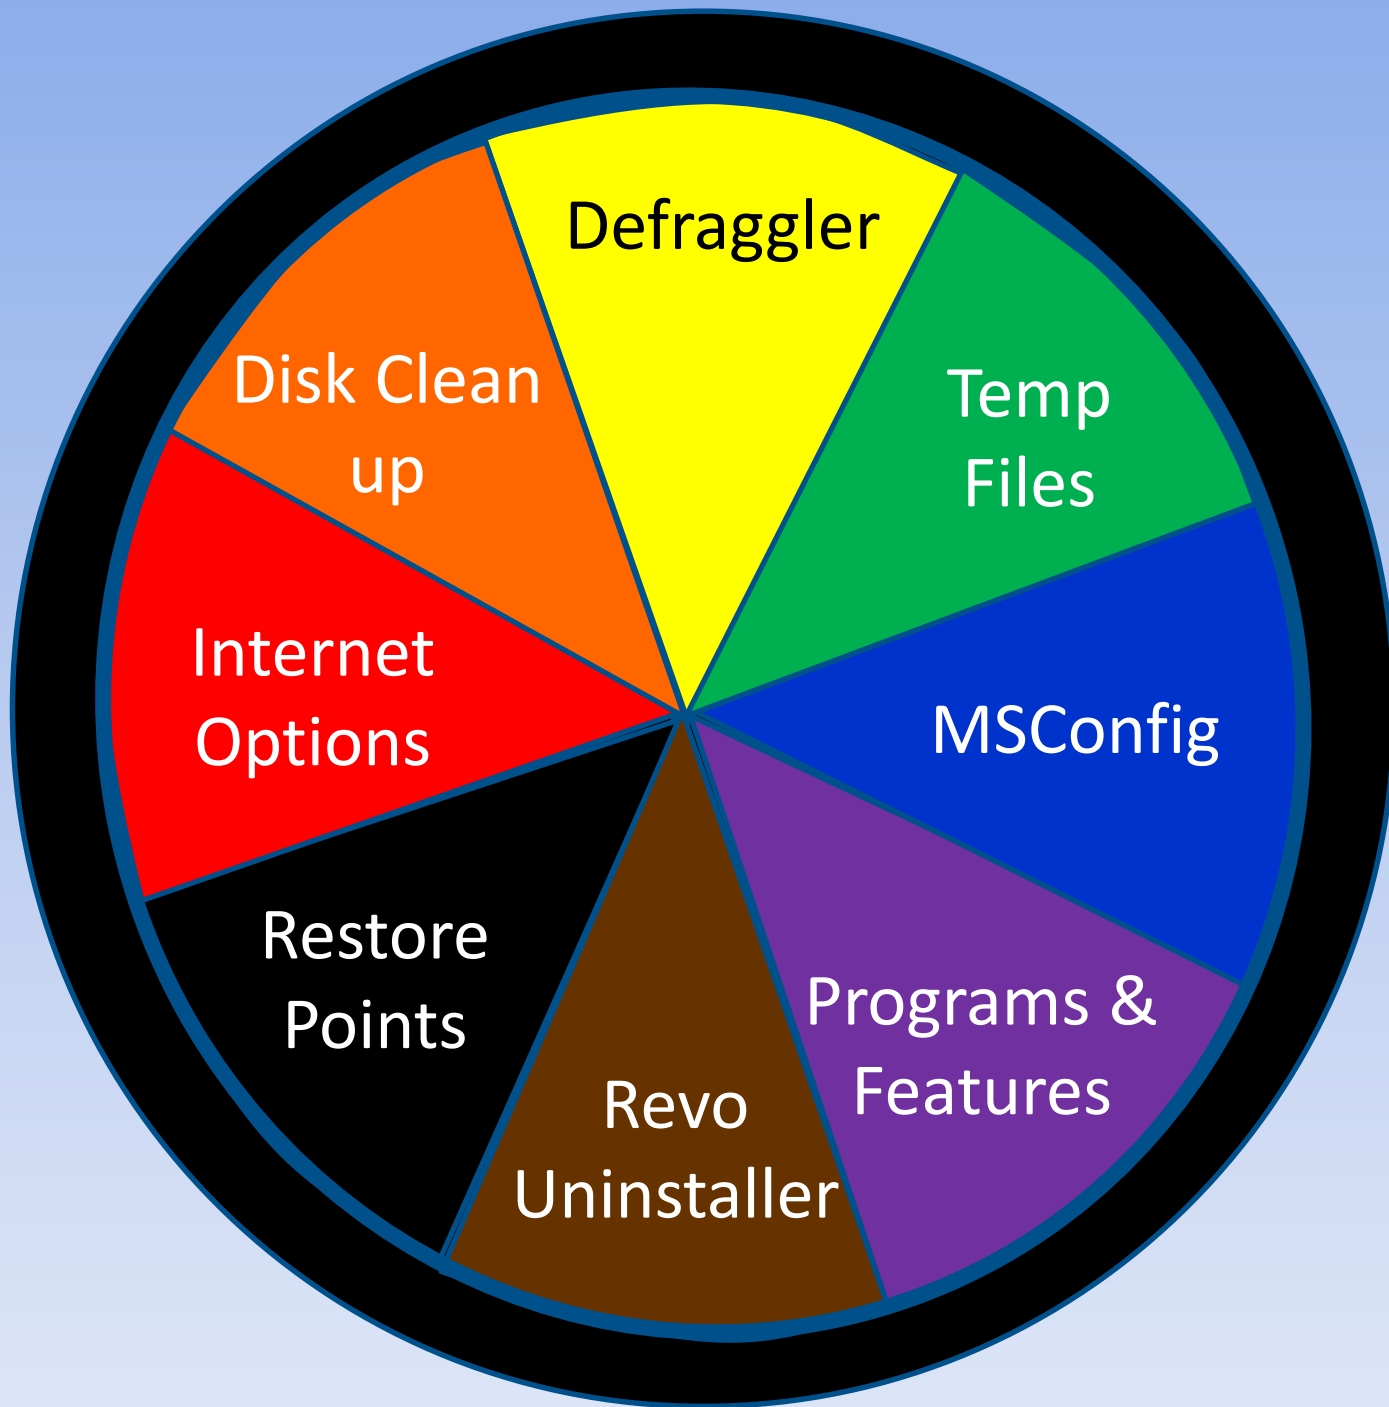 Defraggler
Temp
Files
MSConfig
Programs &
Features
Revo
Uninstaller
Restore
Points
Internet
Options
Disk Clean
up